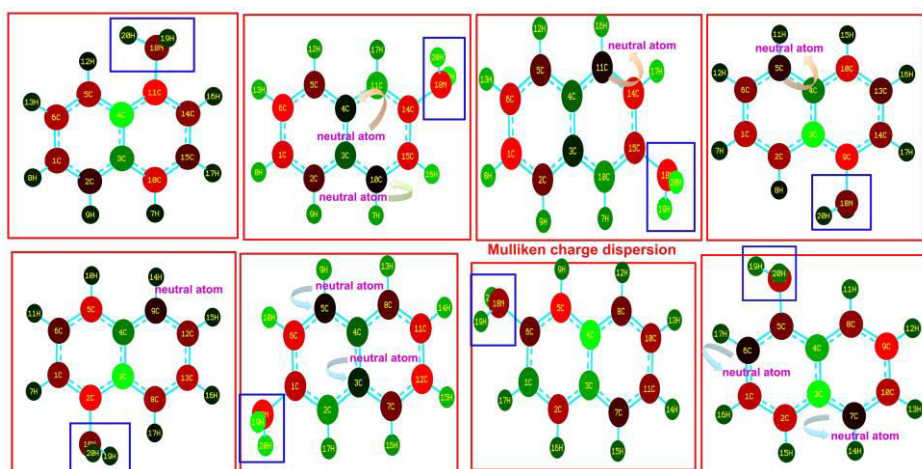 20H 19H
18N
12H
11C
16H
5C
4C
14C
13H
6C
1C
3C
15C
8H
2C
10C
17H
9H
7H
12H
17H
20H
18N
5C
11C
13H
6C
4C
14C
neutral atom
1C
3C
15C
8H
2C
10C
16H
neutral atom
9H
7H
16H
12H
neutral atom
5C
11C
17H
13H
6C
4C
14C
1C
3C
15C
8H
2C
10C
18N
19H
9H
7H
11H
15H
neutral atom
12H
5C
10C
16H
6C
4C
13C
1C
3C
14C
7H
2C
9C
17H
8H
18N
20H
Mulliken charge dispersion
10H
14H
neutral atom
11H
5C
9C
15H
6C
4C
12C
1C
3C
13C
7H
2C
8C
16H
17H
20H
19H
9H
13H
neutral atom
5C
8C
14H
18H
6C
4C
11C
neutral atom
1C
3C
12C
19H
2C
7C
15H
20H
17H
16H
9H
12H
18N
5C
8C
13H
19H
6C
4C
10C
1C
3C
11C
17H
2C
7C
14H
16H
15H
19H
20H
11H
17H
5C
8C
12H
6C
4C
9C
neutral atom
1C
3C
10C
16H
2C
7C
13H
neutral atom
15H
14H